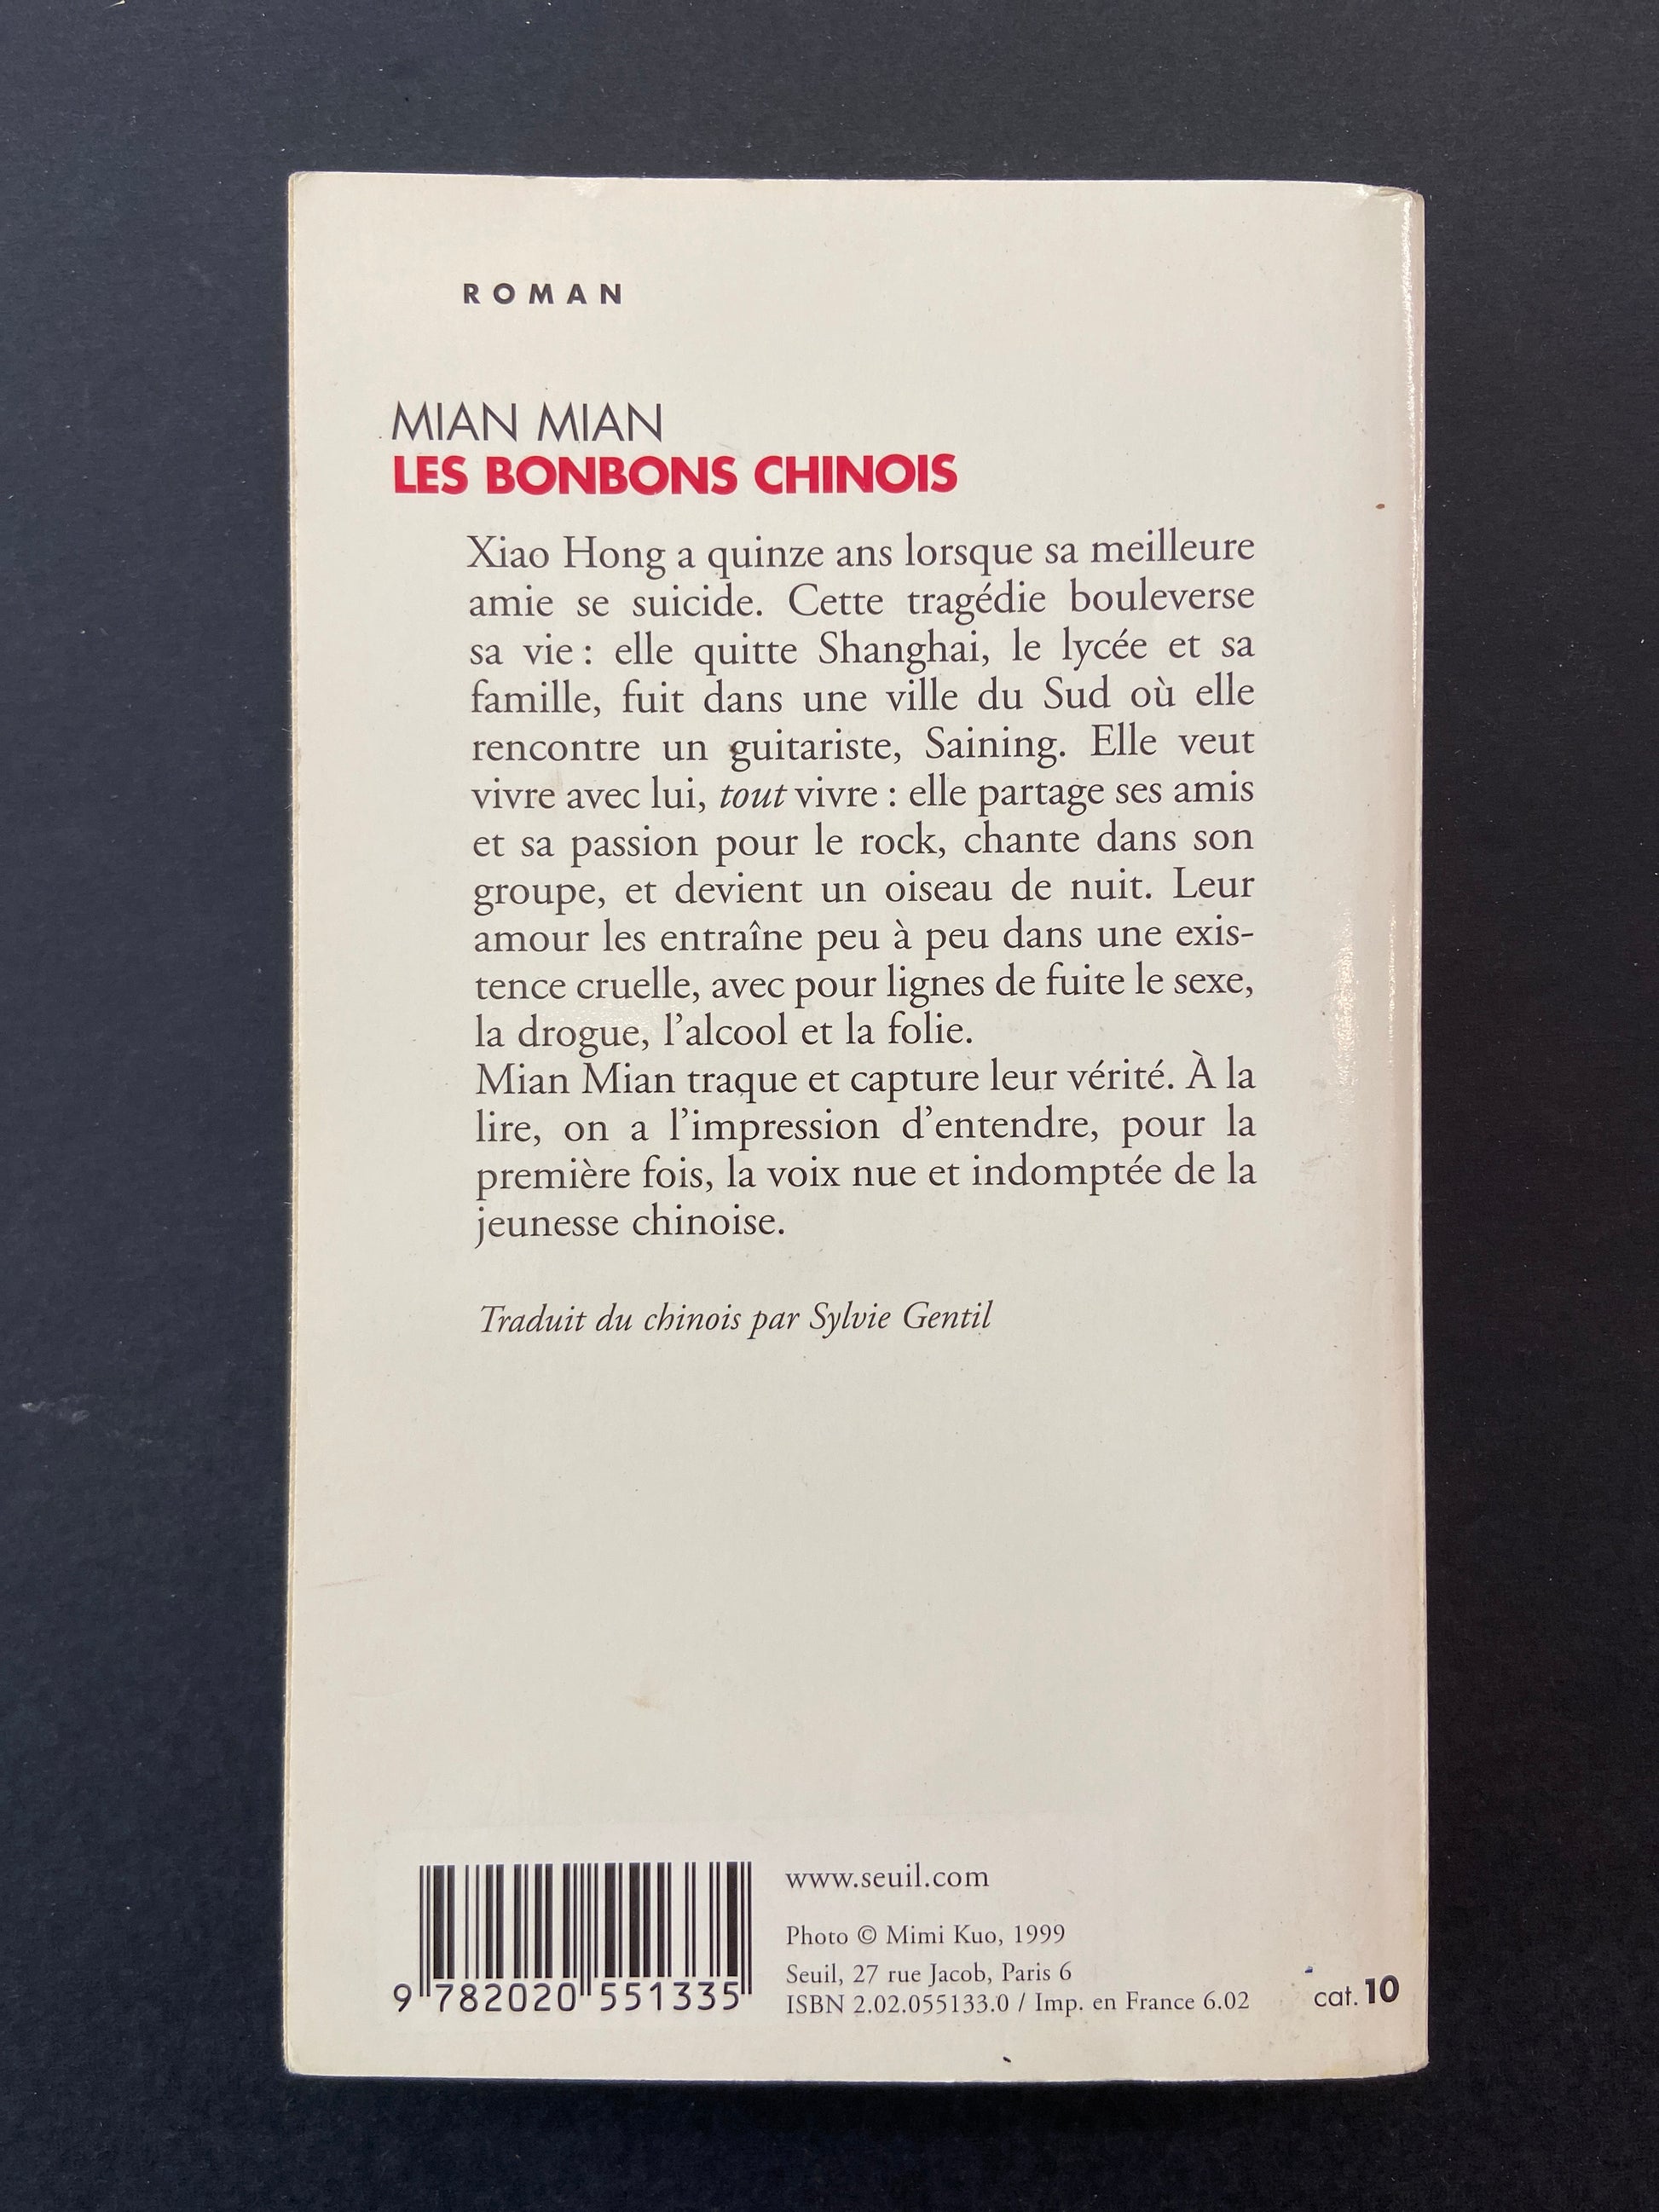 ROMAN
MIAN MIAN
LES BONBONS CHINOIS
Xiao Hong a quinze ans lorsque sa meilleure
amie se suicide. Cette tragédie bouleverse
sa vie : elle quitte Shanghai, le lycée et sa
famille, fuit dans une ville du Sud où elle
rencontre un guitariste, Saining. Elle veut
vivre avec lui, tout vivre : elle partage ses amis
et sa passion pour le rock, chante dans son
groupe, et devient un oiseau de nuit. Leur
amour les entraîne peu à peu dans une exis-
tence cruelle, avec pour lignes de fuite le sexe,
la drogue, l'alcool et la folie.
Mian Mian traque et capture leur vérité. À la
lire, on a l'impression d'entendre, pour la
première fois, la voix nue et indomptée de la
jeunesse chinoise.
Traduit du chinois par Sylvie Gentil
9 782020 551335
www.seuil.com
Photo © Mimi Kuo, 1999
Seuil, 27 rue Jacob, Paris 6
ISBN 2.02.055133.0 / Imp. en France 6.02
cat. 10